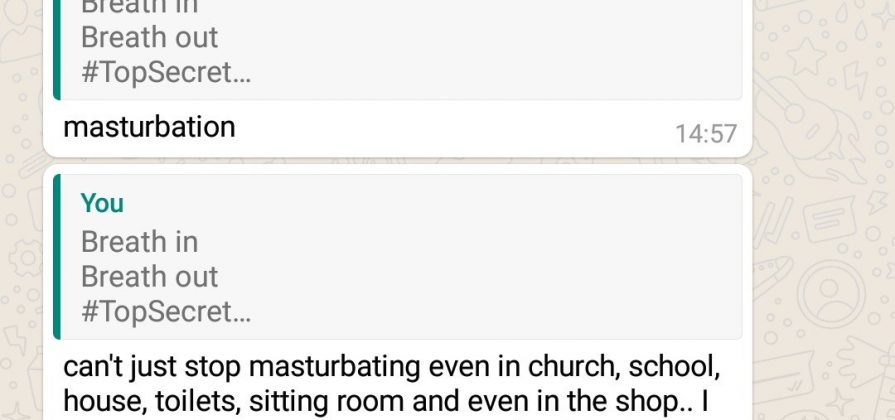 Breath in
Breath out
#TopSecret...
masturbation
14:57
You
Breath in
Breath out
#TopSecret...
can't just stop masturbating even in church, school,
house, toilets, sitting room and even in the shop.. I